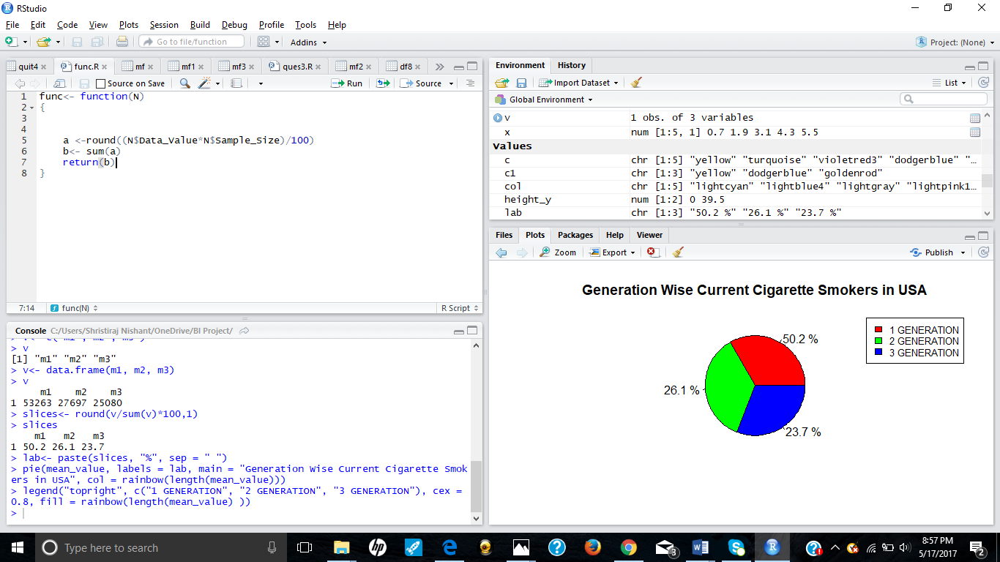 RStudio
File Edit Code View Plots Session Build Debug Profile Tools Help
Go to file/function Addins Project: (None)
quit4 func.R mf mf1 mf3 ques3.R mf2 df8
Source on Save Run Source
1 func<- function(N)
2 {
3
4
5 a <-round((N$Data_Value*N$Sample_Size)/100)
6 b<- sum(a)
7 return(b)
8 }
7:14 func(N) R Script
Console C:/Users/Shristiraj Nishant/OneDrive/BI Project/
> v
[1] "m1" "m2" "m3"
> v<- data.frame(m1, m2, m3)
> v
m1 m2 m3
1 53263 27697 25080
> slices<- round(v/sum(v)*100,1)
> slices
m1 m2 m3
1 50.2 26.1 23.7
> lab<- paste(slices, "%", sep = " ")
> pie(mean_value, labels = lab, main = "Generation Wise Current Cigarette Smok
ers in USA", col = rainbow(length(mean_value)))
> legend("topright", c("1 GENERATION", "2 GENERATION", "3 GENERATION"), cex =
0.8, fill = rainbow(length(mean_value) ))
>
Environment History
Import Dataset List
Global Environment
v 1 obs. of 3 variables
x num [1:5, 1] 0.7 1.9 3.1 4.3 5.5
Values
c chr [1:5] "yellow" "turquoise" "violetred3" "dodgerblue" "…
c1 chr [1:3] "yellow" "dodgerblue" "goldenrod"
col chr [1:5] "lightcyan" "lightblue4" "lightgray" "lightpink1…
height_y num [1:2] 0 39.5
lab chr [1:3] "50.2 %" "26.1 %" "23.7 %"
Files Plots Packages Help Viewer
Zoom Export Publish
Generation Wise Current Cigarette Smokers in USA
1 GENERATION
2 GENERATION
3 GENERATION
50.2 %
26.1 %
23.7 %
Type here to search
3
8:57 PM
5/17/2017
2